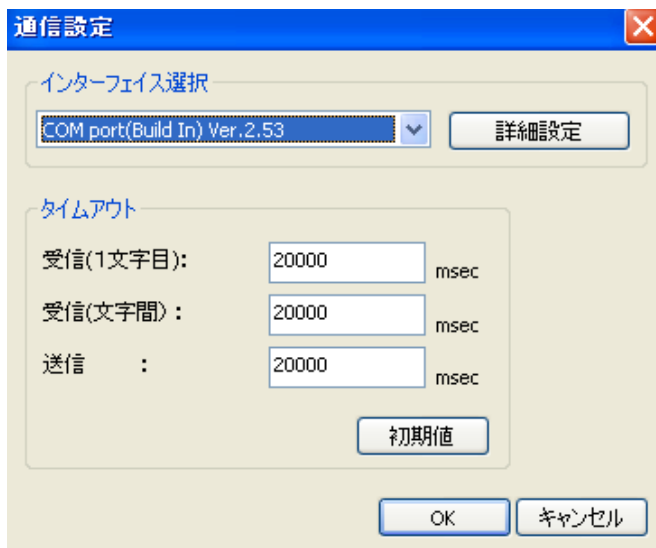 通信設定
インターフェイス選択
COM port(Build In) Ver.2.53
詳細設定
タイムアウト
受信(1文字目): 20000 msec
受信(文字間): 20000 msec
送信 : 20000 msec
初期値
OK キャンセル